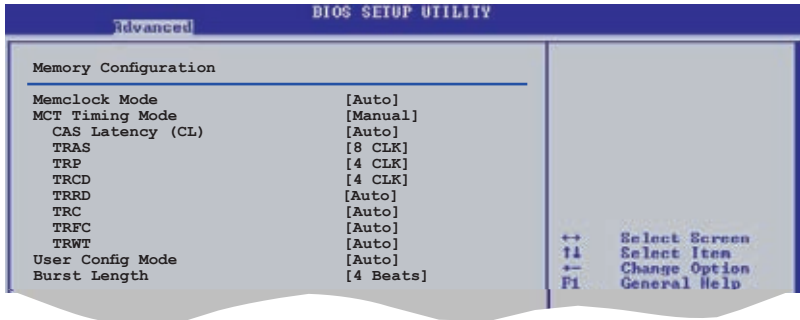 BIOS SETUP UTILITY
Advanced
Memory Configuration
Memclock Mode [Auto]
MCT Timing Mode [Manual]
CAS Latency (CL) [Auto]
TRAS [8 CLK]
TRP [4 CLK]
TRCD [4 CLK]
TRRD [Auto]
TRC [Auto]
TRFC [Auto]
TRWT [Auto]
User Config Mode [Auto]
Burst Length [4 Beats]
↔ Select Screen
↑↓ Select Item
+- Change Option
F1 General Help